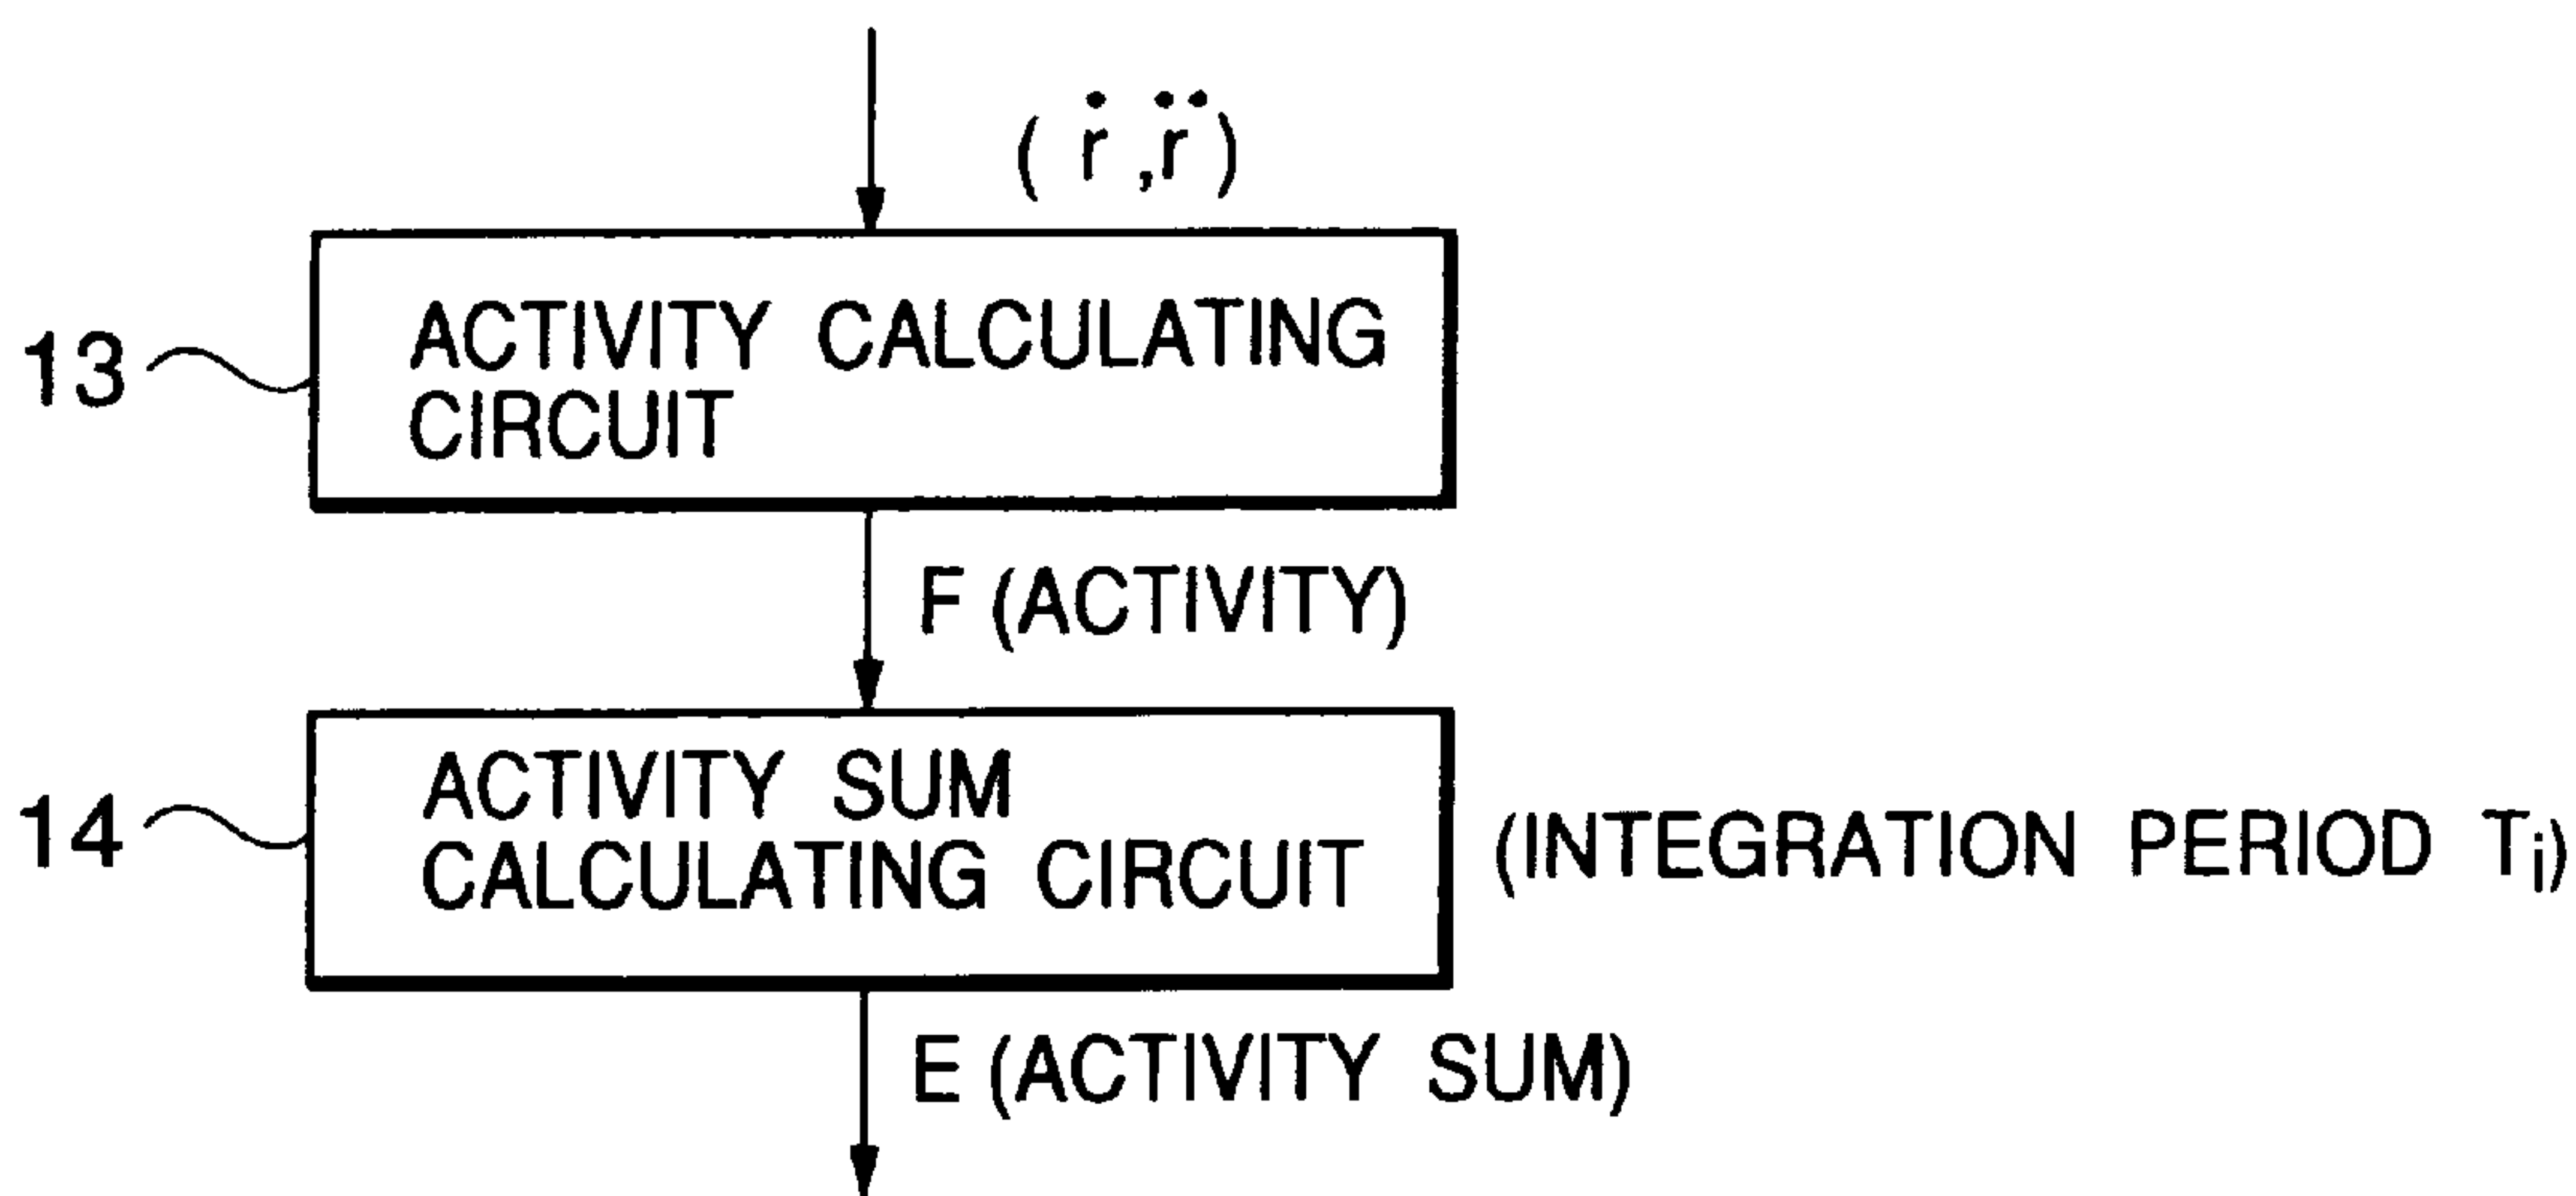 (ṙ, r̈)
13
ACTIVITY CALCULATING
CIRCUIT
F (ACTIVITY)
14
ACTIVITY SUM
CALCULATING CIRCUIT
(INTEGRATION PERIOD Tᵢ)
E (ACTIVITY SUM)